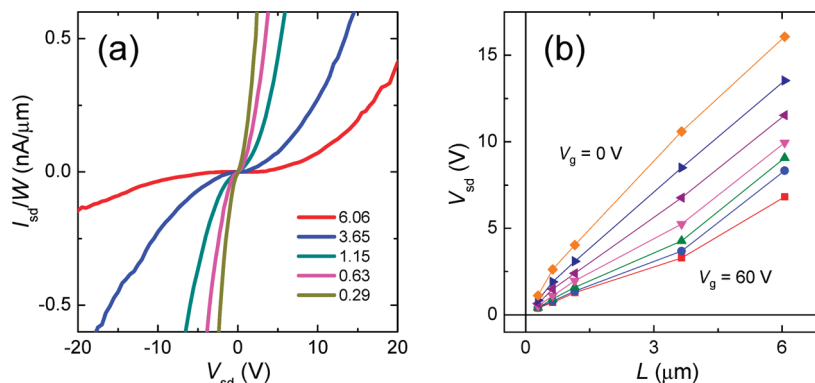 (a)
I_sd/W (nA/μm)
0.5
0.0
-0.5
6.06
3.65
1.15
0.63
0.29
-20 -10 0 10 20
V_sd (V)
(b)
V_sd (V)
15
10
5
0
V_g = 0 V
V_g = 60 V
0 3 6
L (μm)